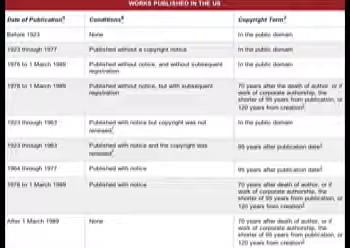 WORKS PUBLISHED IN THE US
Date of Publication Conditions Copyright Term
Before 1923 None In the public domain
1923 through 1977 Published without a copyright notice In the public domain
1978 to 1 March 1989 Published without notice, and without subsequent In the public domain
registration
1978 to 1 March 1989 Published without notice, but with subsequent 70 years after the death of author, or if
registration work of corporate authorship, the
shorter of 95 years from publication, or
120 years from creation
1923 through 1963 Published with notice but copyright was not In the public domain
renewed
1923 through 1963 Published with notice and the copyright was 95 years after publication date
renewed
1964 through 1977 Published with notice 95 years after publication date
1978 to 1 March 1989 Published with notice 70 years after death of author, or if
work of corporate authorship, the
shorter of 95 years from publication, or
120 years from creation
After 1 March 1989 None 70 years after death of author, or if
work of corporate authorship, the
shorter of 95 years from publication, or
120 years from creation